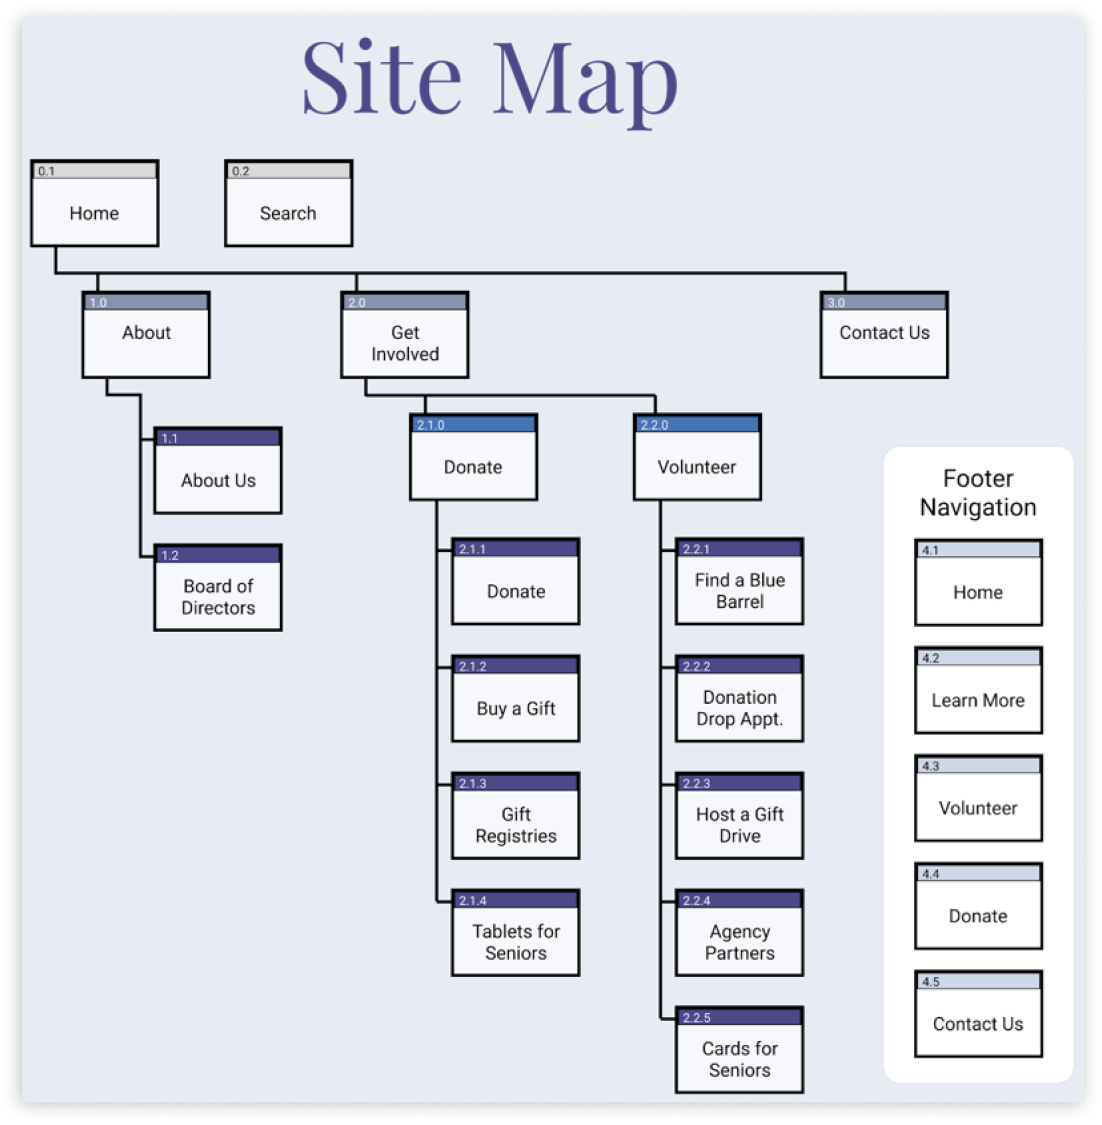 Site Map
0.1
Home
0.2
Search
1.0
About
2.0
Get
Involved
3.0
Contact Us
1.1
About Us
1.2
Board of
Directors
2.1.0
Donate
2.1.1
Donate
2.1.2
Buy a Gift
2.1.3
Gift
Registries
2.1.4
Tablets for
Seniors
2.2.0
Volunteer
2.2.1
Find a Blue
Barrel
2.2.2
Donation
Drop Appt.
2.2.3
Host a Gift
Drive
2.2.4
Agency
Partners
2.2.5
Cards for
Seniors
Footer
Navigation
4.1
Home
4.2
Learn More
4.3
Volunteer
4.4
Donate
4.5
Contact Us